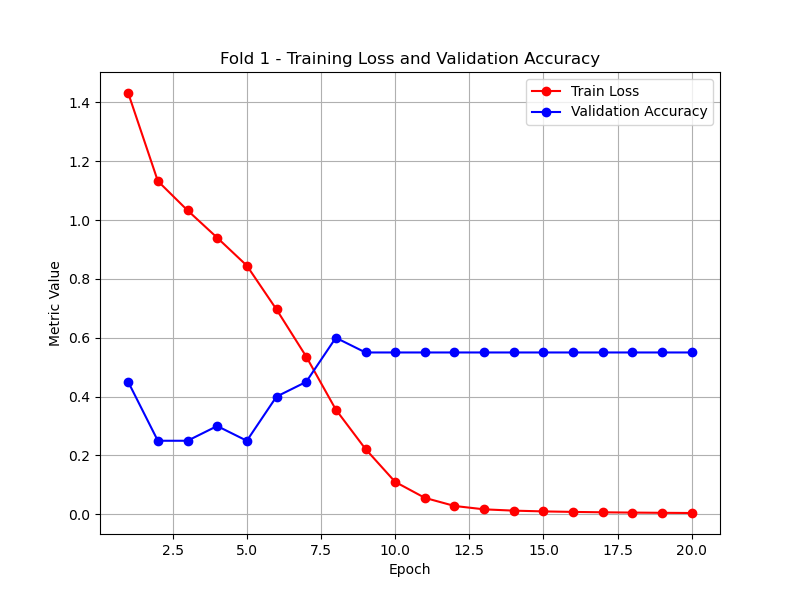 Fold 1 - Training Loss and Validation Accuracy
Train Loss
Validation Accuracy
Metric Value
1.4
1.2
1.0
0.8
0.6
0.4
0.2
0.0
2.5 5.0 7.5 10.0 12.5 15.0 17.5 20.0
Epoch